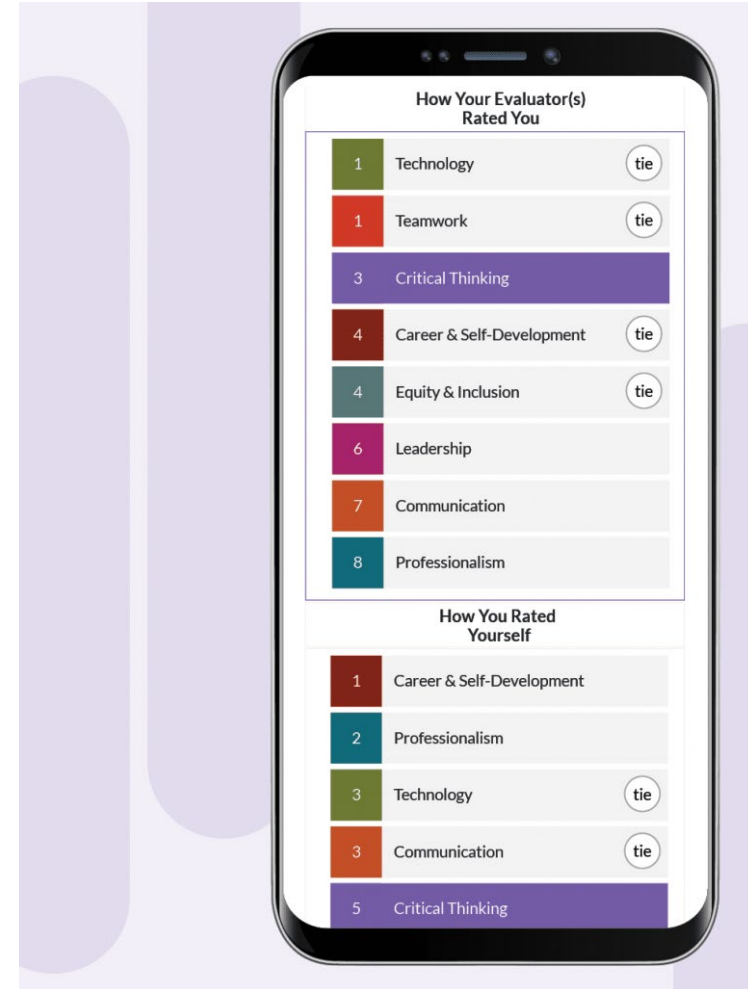 How Your Evaluator(s)
Rated You
1 Technology tie
1 Teamwork tie
3 Critical Thinking
4 Career & Self-Development tie
4 Equity & Inclusion tie
6 Leadership
7 Communication
8 Professionalism
How You Rated
Yourself
1 Career & Self-Development
2 Professionalism
3 Technology tie
3 Communication tie
5 Critical Thinking